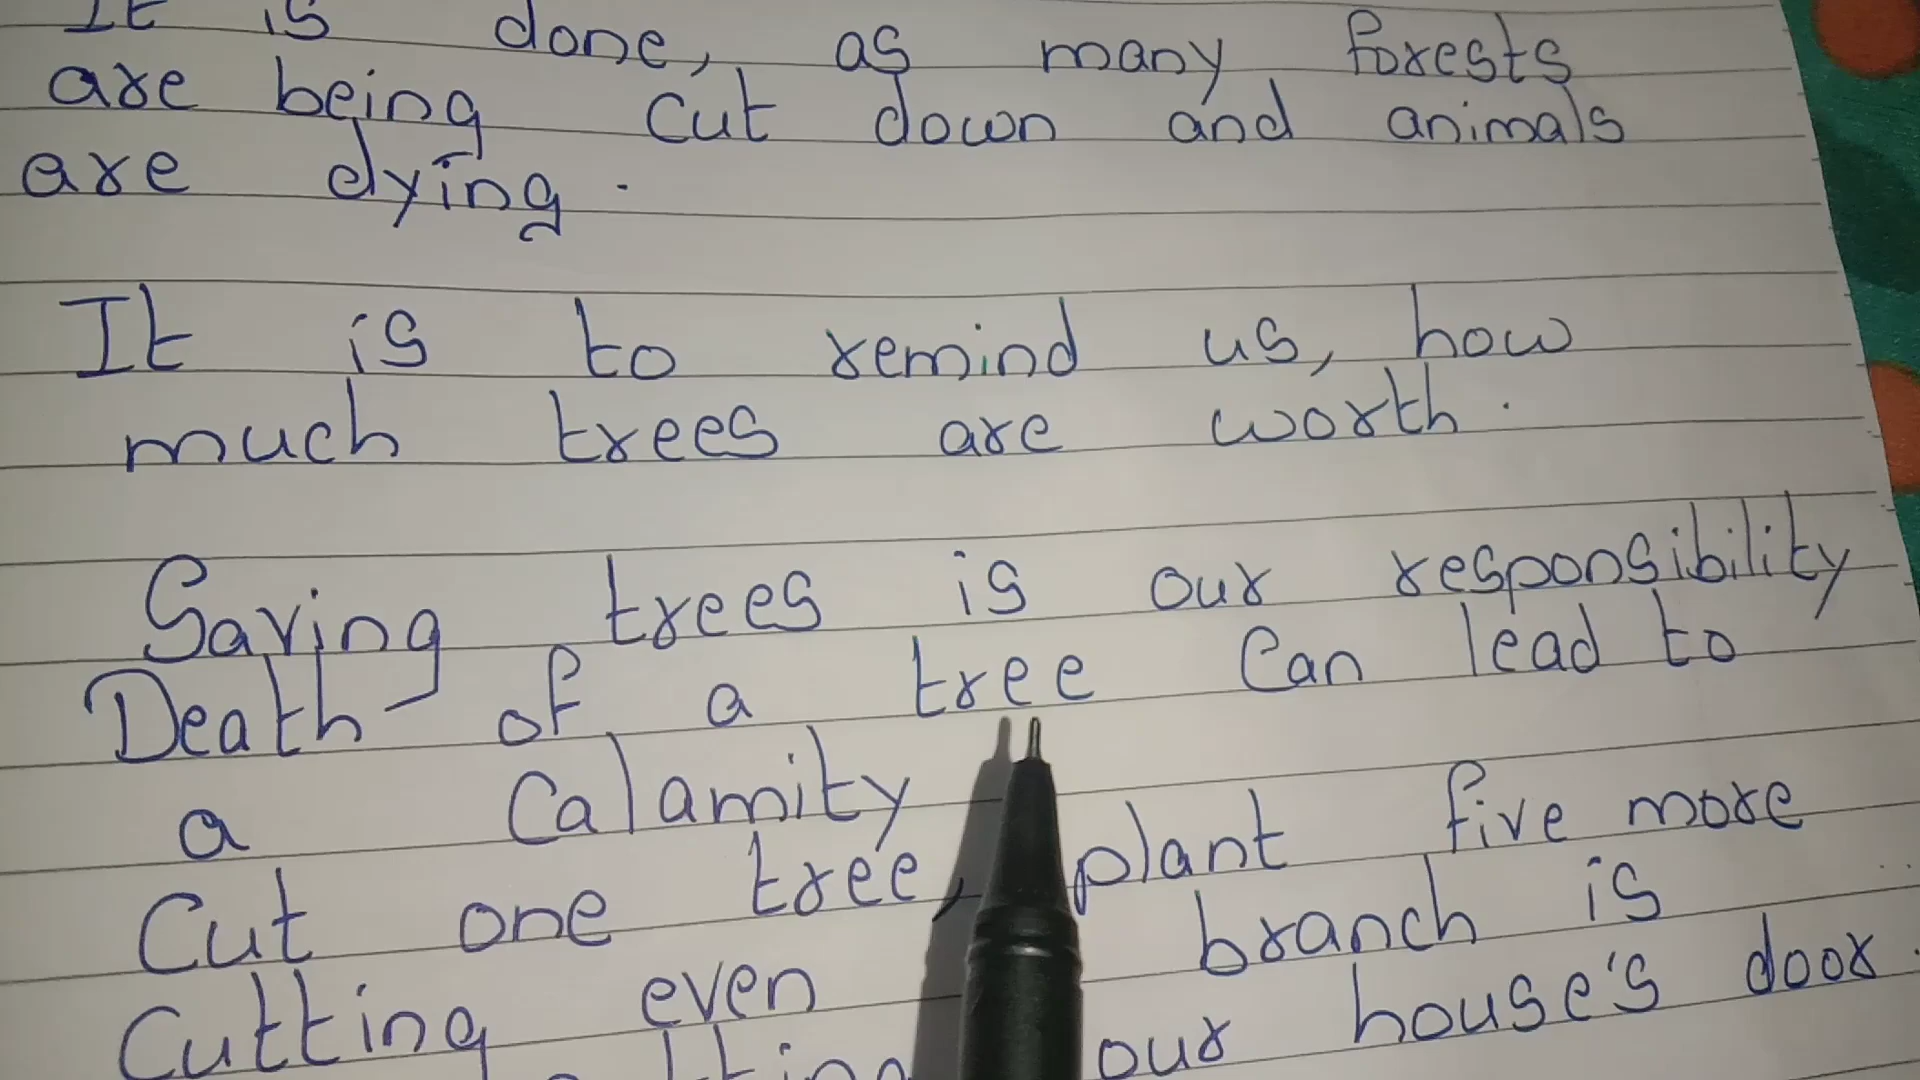 It is done, as many forests
are being cut down and animals
are dying.
It is to remind us, how
much trees are worth.
Saving trees is our responsibility
Death of a tree can lead to
a Calamity
Cut one tree, plant five more
Cutting even branch is
our house's door.